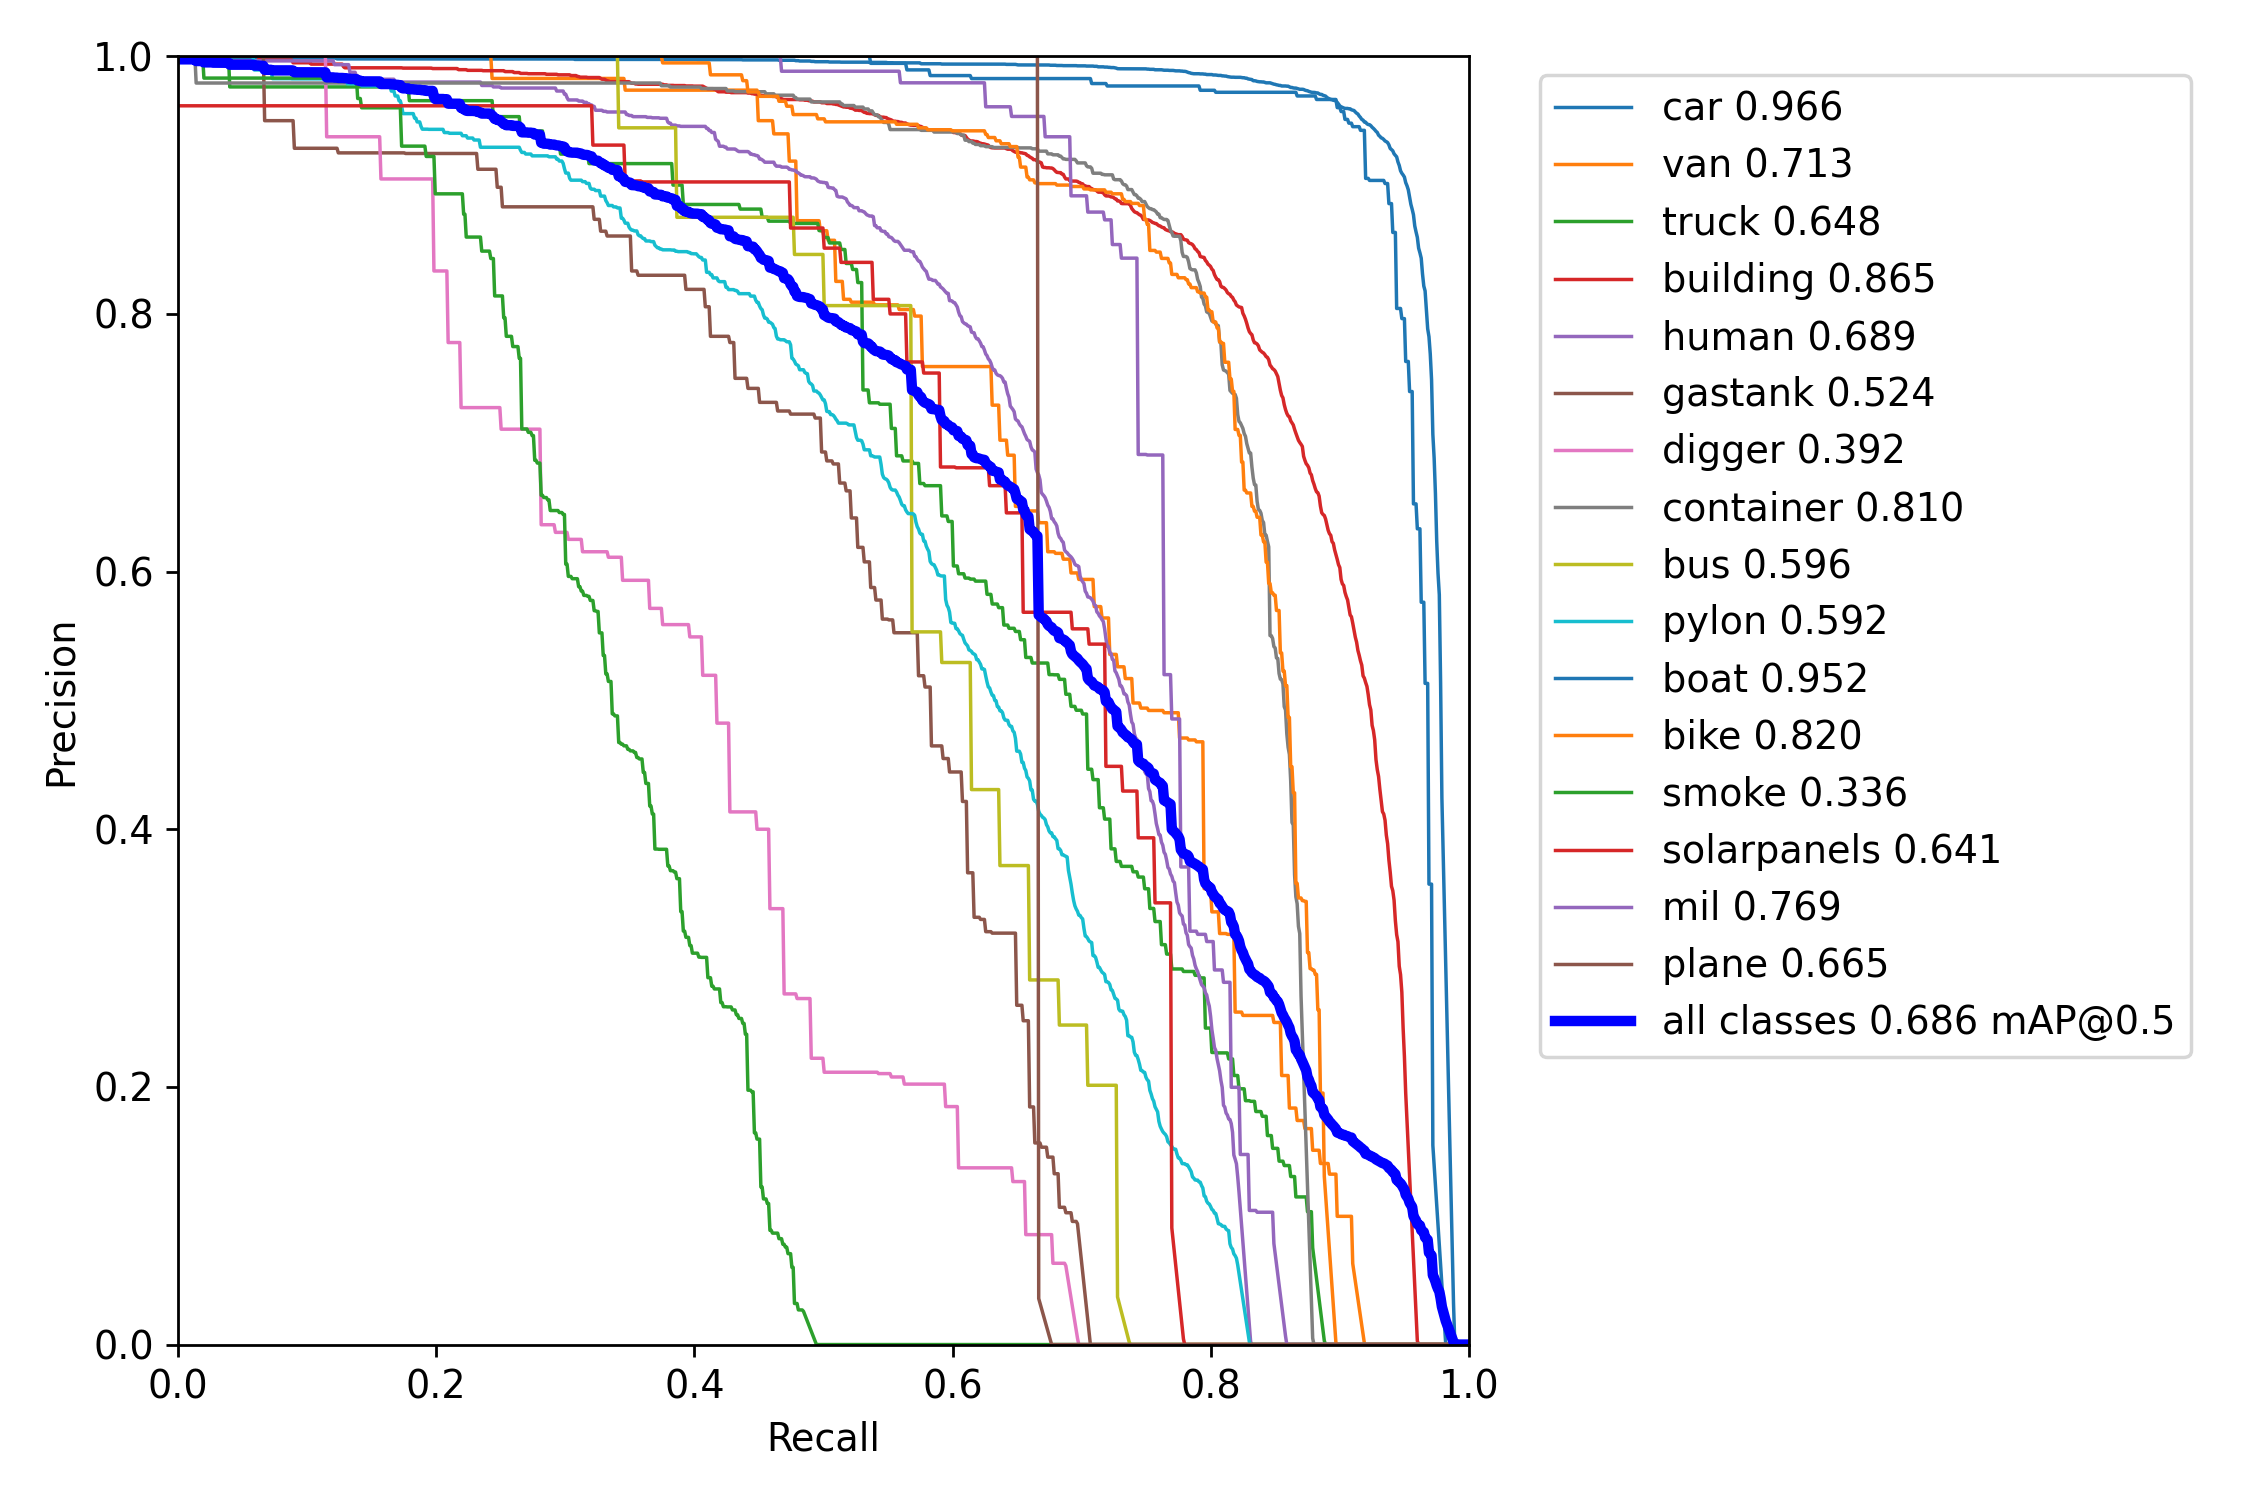 1.0
0.8
0.6
0.4
0.2
0.0
Precision
0.0 0.2 0.4 0.6 0.8 1.0
Recall
car 0.966
van 0.713
truck 0.648
building 0.865
human 0.689
gastank 0.524
digger 0.392
container 0.810
bus 0.596
pylon 0.592
boat 0.952
bike 0.820
smoke 0.336
solarpanels 0.641
mil 0.769
plane 0.665
all classes 0.686 mAP@0.5